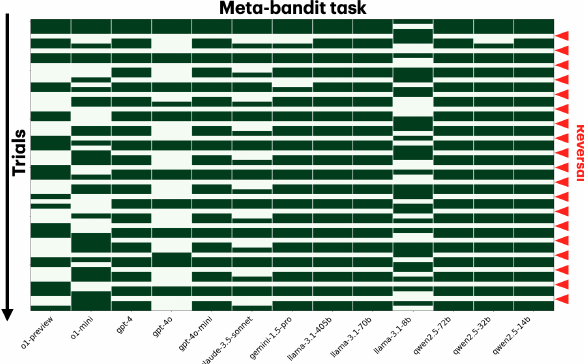 Meta-bandit task
Trials
Reversal
o1-preview
o1-mini
gpt-4
gpt-4o
gpt-4o-mini
laude-3.5-sonnet
gemini-1.5-pro
llama-3.1-405b
llama-3.1-70b
llama-3.1-8b
qwen2.5-72b
qwen2.5-32b
qwen2.5-14b